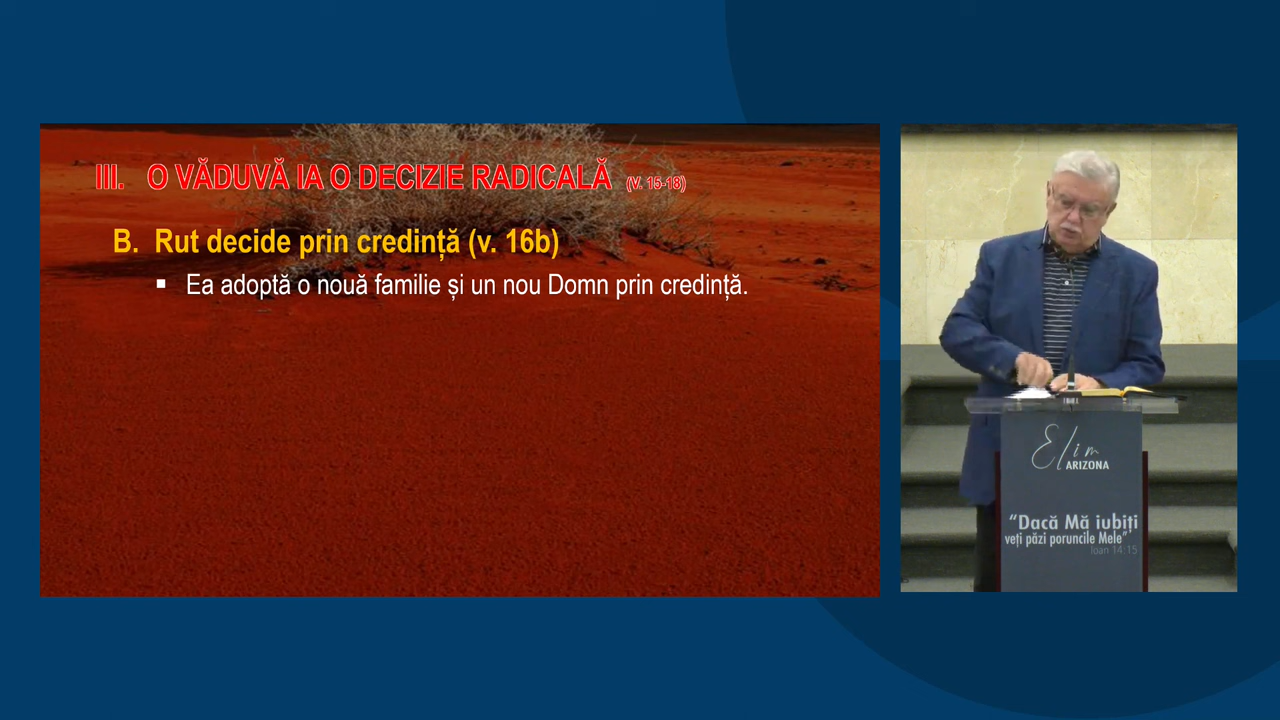 III. O VĂDUVĂ IA O DECIZIE RADICALĂ (V. 15-18)
B. Rut decide prin credință (v. 16b)
▪ Ea adoptă o nouă familie și un nou Domn prin credință.
Elim
ARIZONA
“Dacă Mă iubiți
veți păzi poruncile Mele”
Ioan 14:15